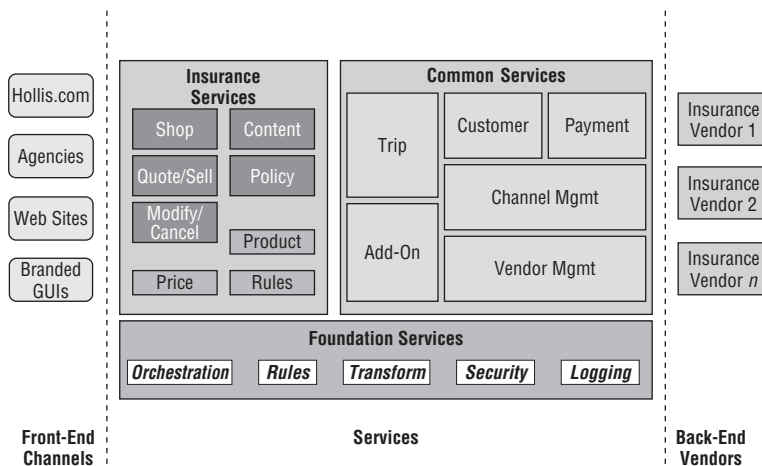 Hollis.com
Agencies
Web Sites
Branded
GUIs
Front-End
Channels
Insurance
Services
Shop
Content
Quote/Sell
Policy
Modify/
Cancel
Product
Price
Rules
Common Services
Trip
Customer
Payment
Channel Mgmt
Add-On
Vendor Mgmt
Foundation Services
Orchestration
Rules
Transform
Security
Logging
Services
Insurance
Vendor 1
Insurance
Vendor 2
Insurance
Vendor n
Back-End
Vendors